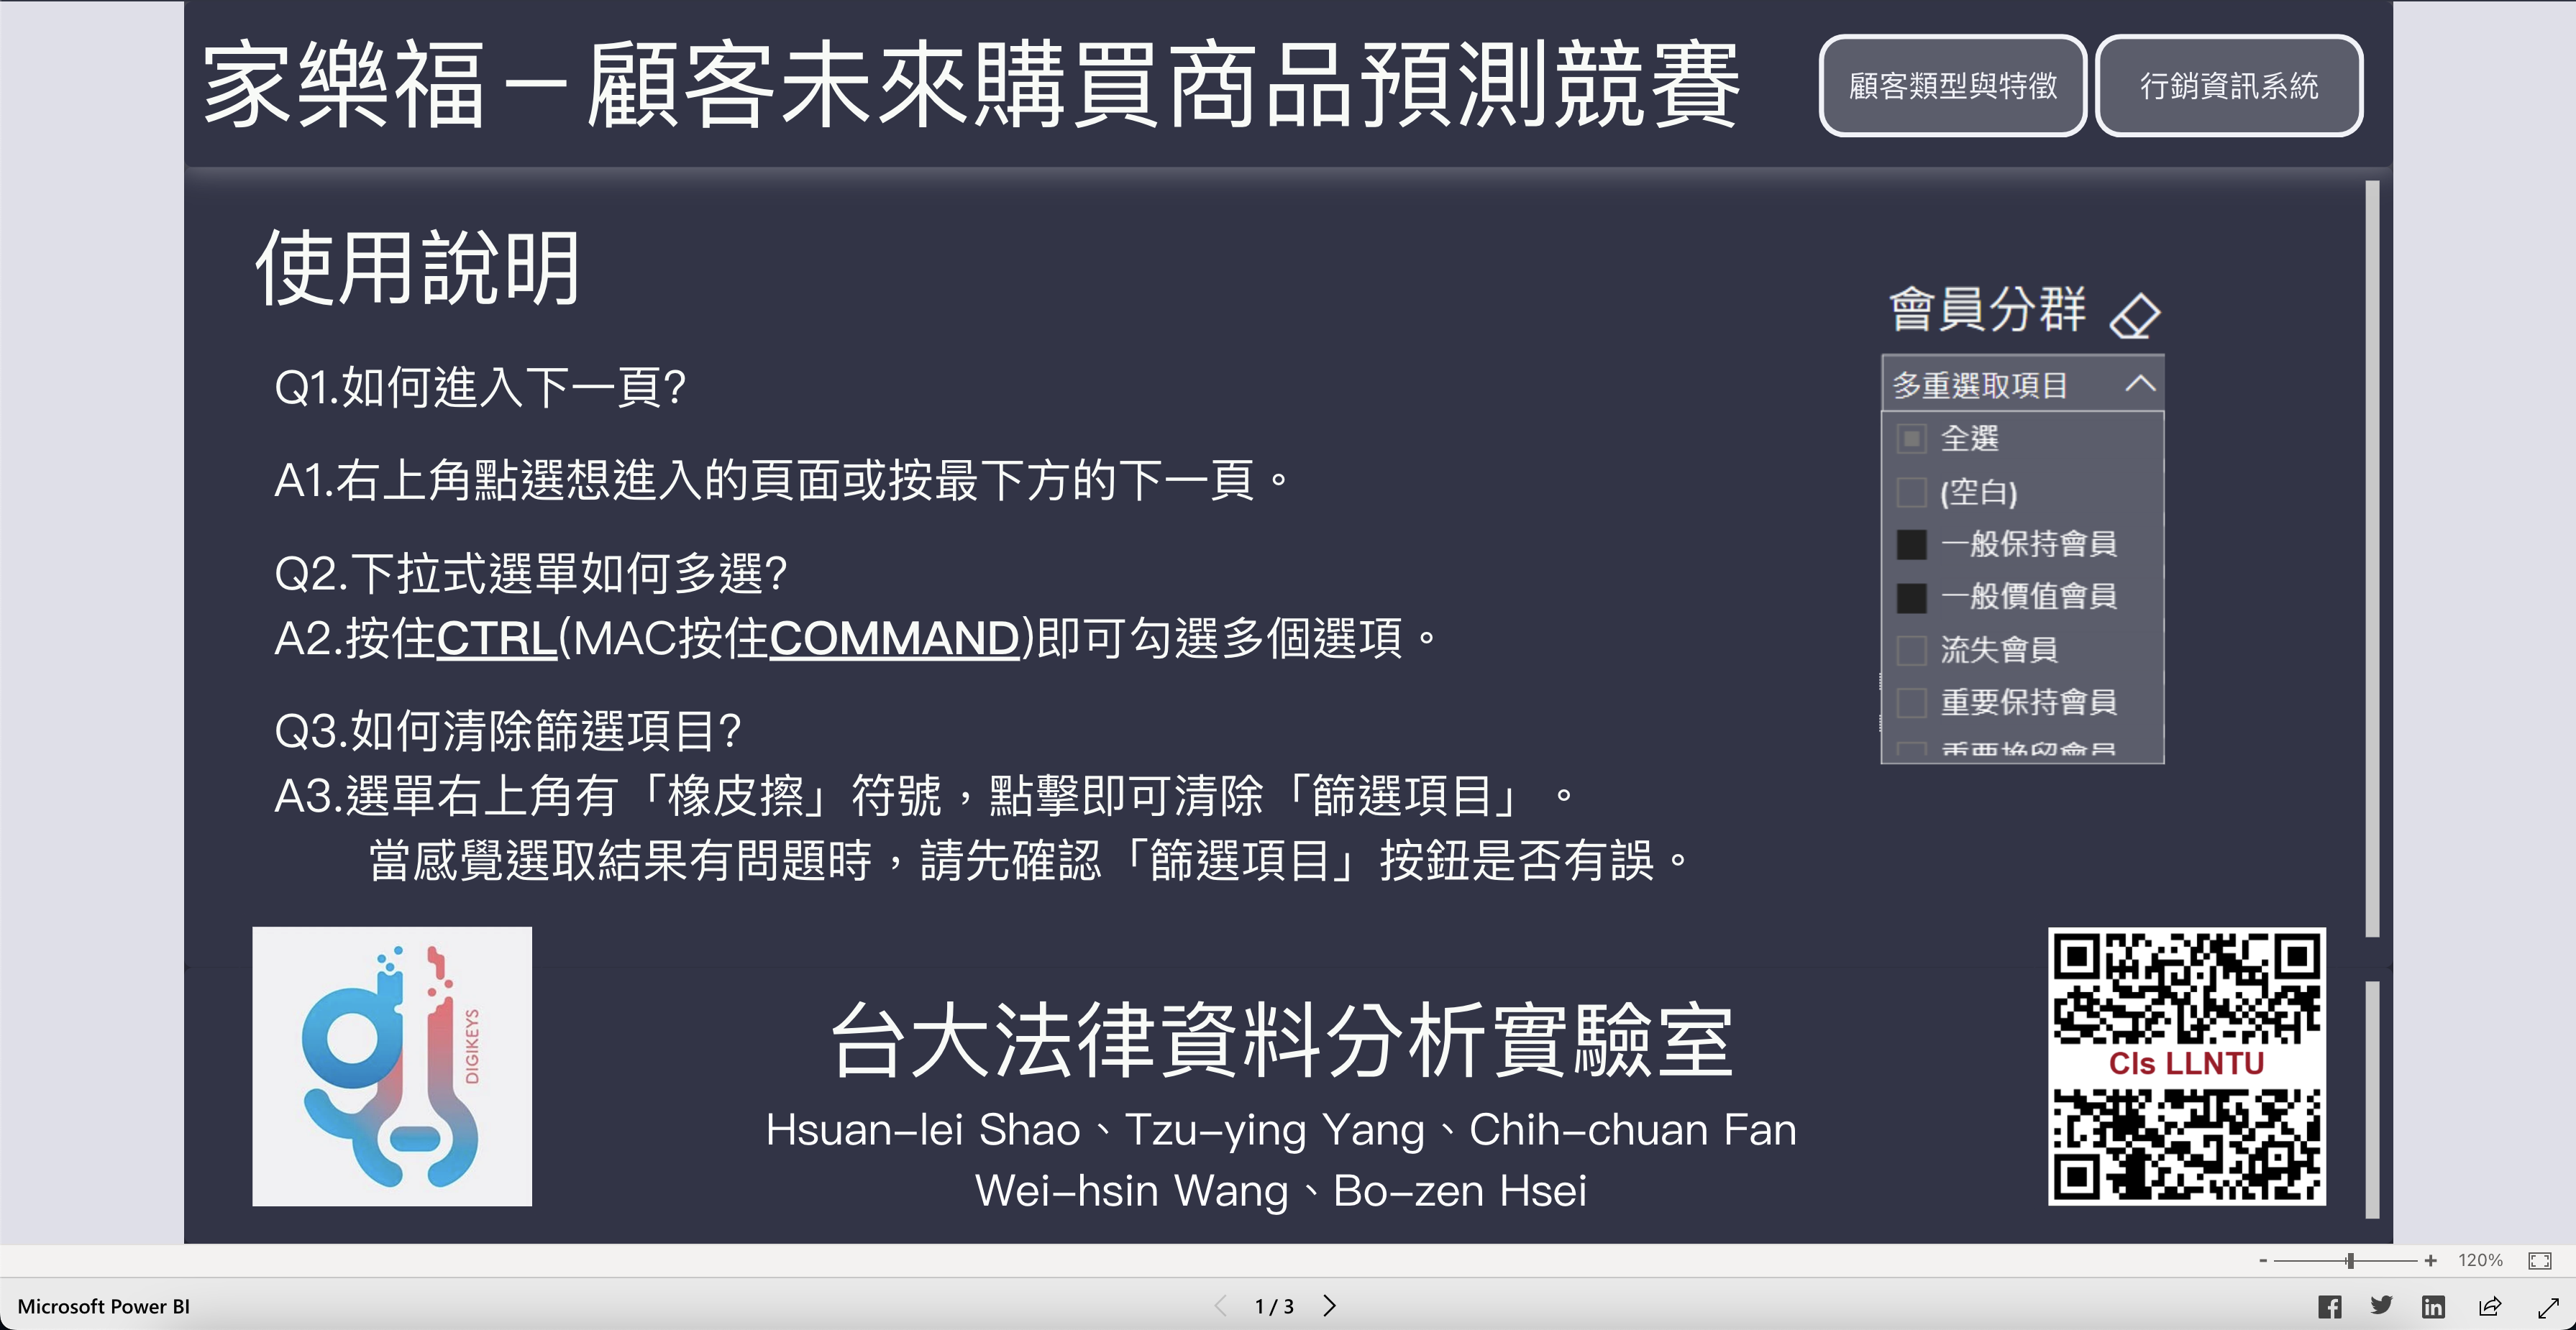 家樂福－顧客未來購買商品預測競賽
顧客類型與特徵
行銷資訊系統
使用說明
Q1.如何進入下一頁?
A1.右上角點選想進入的頁面或按最下方的下一頁。
Q2.下拉式選單如何多選?
A2.按住CTRL(MAC按住COMMAND)即可勾選多個選項。
Q3.如何清除篩選項目?
A3.選單右上角有「橡皮擦」符號，點擊即可清除「篩選項目」。
當感覺選取結果有問題時，請先確認「篩選項目」按鈕是否有誤。
會員分群
多重選取項目
全選
(空白)
一般保持會員
一般價值會員
流失會員
重要保持會員
重要挽留會員
DIGIKEYS
台大法律資料分析實驗室
Hsuan-lei Shao、Tzu-ying Yang、Chih-chuan Fan
Wei-hsin Wang、Bo-zen Hsei
CIs LLNTU
- + 120%
Microsoft Power BI
1 / 3